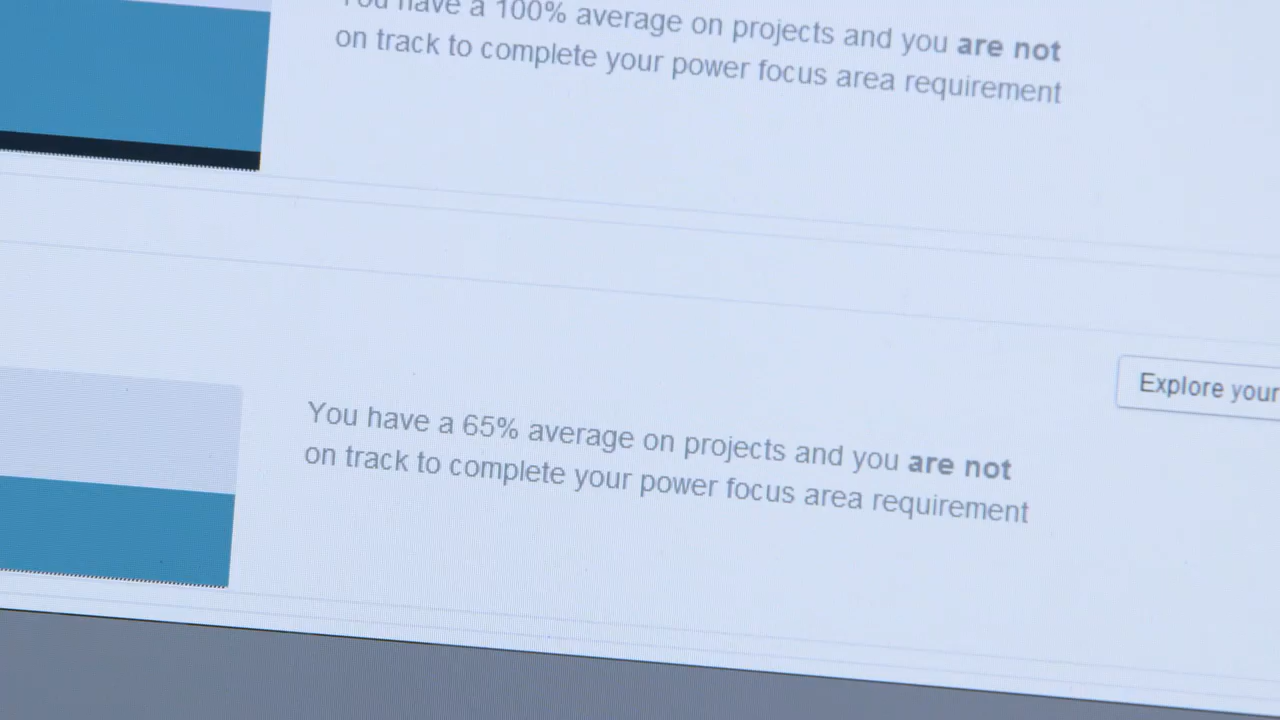 You have a 100% average on projects and you are not
on track to complete your power focus area requirement
Explore your
You have a 65% average on projects and you are not
on track to complete your power focus area requirement